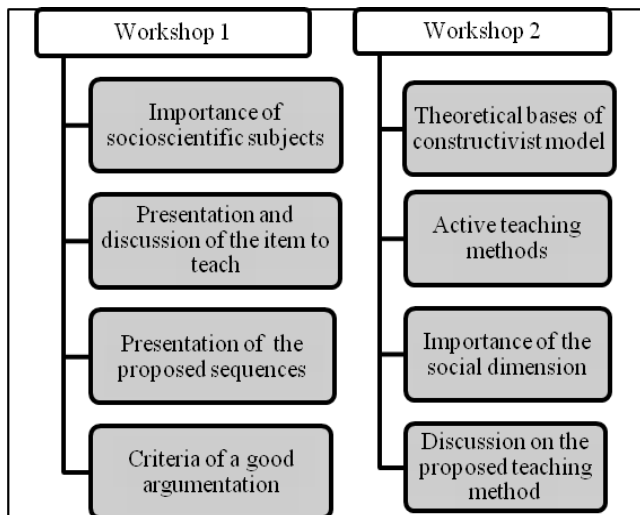 Workshop 1
Importance of
socioscientific subjects
Presentation and
discussion of the item to
teach
Presentation of the
proposed sequences
Criteria of a good
argumentation
Workshop 2
Theoretical bases of
constructivist model
Active teaching
methods
Importance of the
social dimension
Discussion on the
proposed teaching
method